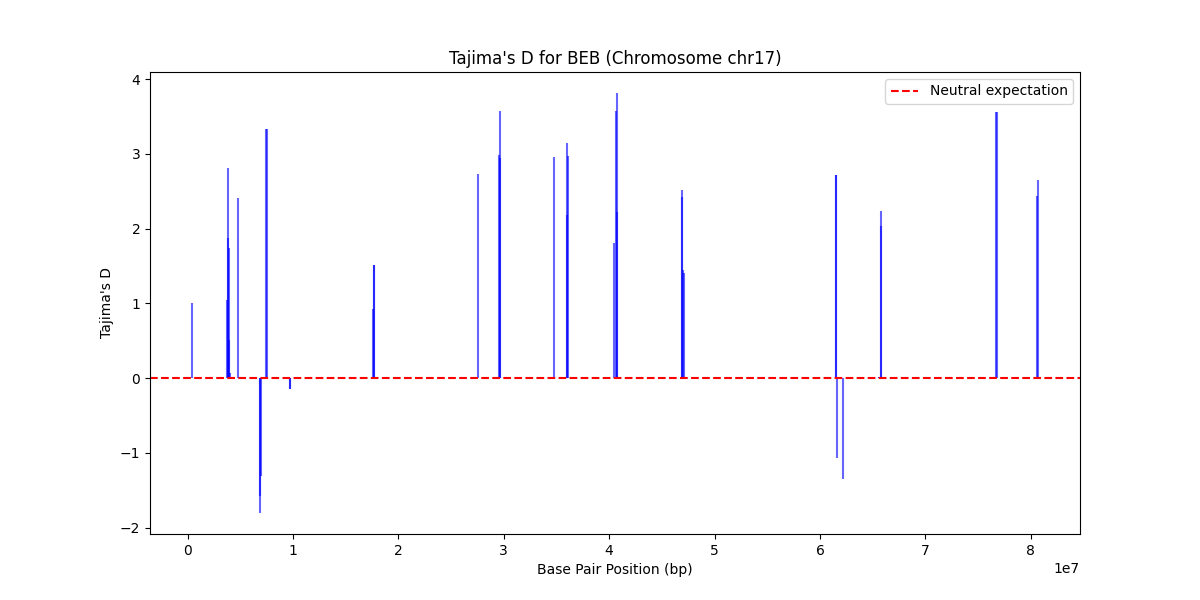 Tajima's D for BEB (Chromosome chr17)
Neutral expectation
Tajima's D
4
3
2
1
0
−1
−2
0 1 2 3 4 5 6 7 8
1e7
Base Pair Position (bp)